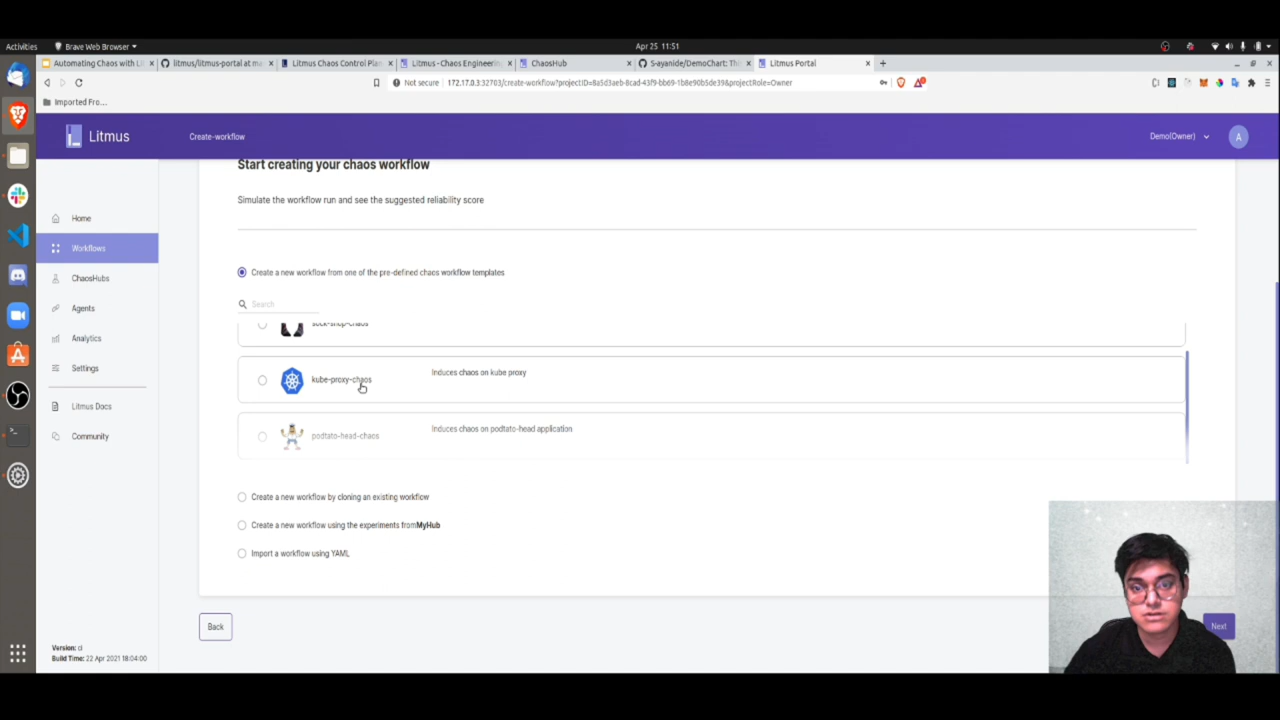 Activities
Brave Web Browser
Apr 25 11:51
Automating Chaos with Li
litmus/litmus-portal at ma
Litmus Chaos Control Plan
Litmus - Chaos Engineerin
ChaosHub
S-ayanide/DemoChart: Th
Litmus Portal
Not secure
172.17.0.3:32703/create-workflow?projectID=8a5d3aeb-8cad-43f9-bb69-1b8e90b5de39&projectRole=Owner
Imported Fro...
Litmus
Create-workflow
Demo(Owner)
A
Start creating your chaos workflow
Simulate the workflow run and see the suggested reliability score
Home
Workflows
ChaosHubs
Agents
Analytics
Settings
Litmus Docs
Community
Create a new workflow from one of the pre-defined chaos workflow templates
Search
sock-shop-chaos
kube-proxy-chaos
Induces chaos on kube proxy
podtato-head-chaos
Induces chaos on podtato-head application
Create a new workflow by cloning an existing workflow
Create a new workflow using the experiments fromMyHub
Import a workflow using YAML
Back
Next
Version: ci
Build Time: 22 Apr 2021 18:04:00